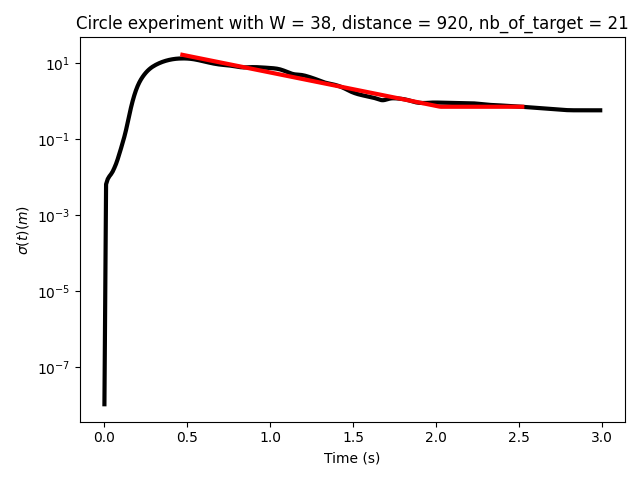 Circle experiment with W = 38, distance = 920, nb_of_target = 21
10¹
10⁻¹
10⁻³
10⁻⁵
10⁻⁷
σ(t)(m)
0.0 0.5 1.0 1.5 2.0 2.5 3.0
Time (s)